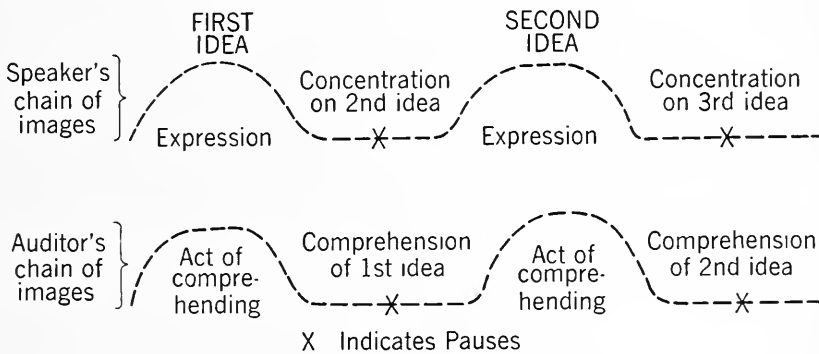 FIRST
IDEA
SECOND
IDEA
Speaker's
chain of
images
Expression
Concentration
on 2nd idea
X
Expression
Concentration
on 3rd idea
X
Auditor's
chain of
images
Act of
compre-
hending
Comprehension
of 1st idea
X
Act of
compre-
hending
Comprehension
of 2nd idea
X
X Indicates Pauses